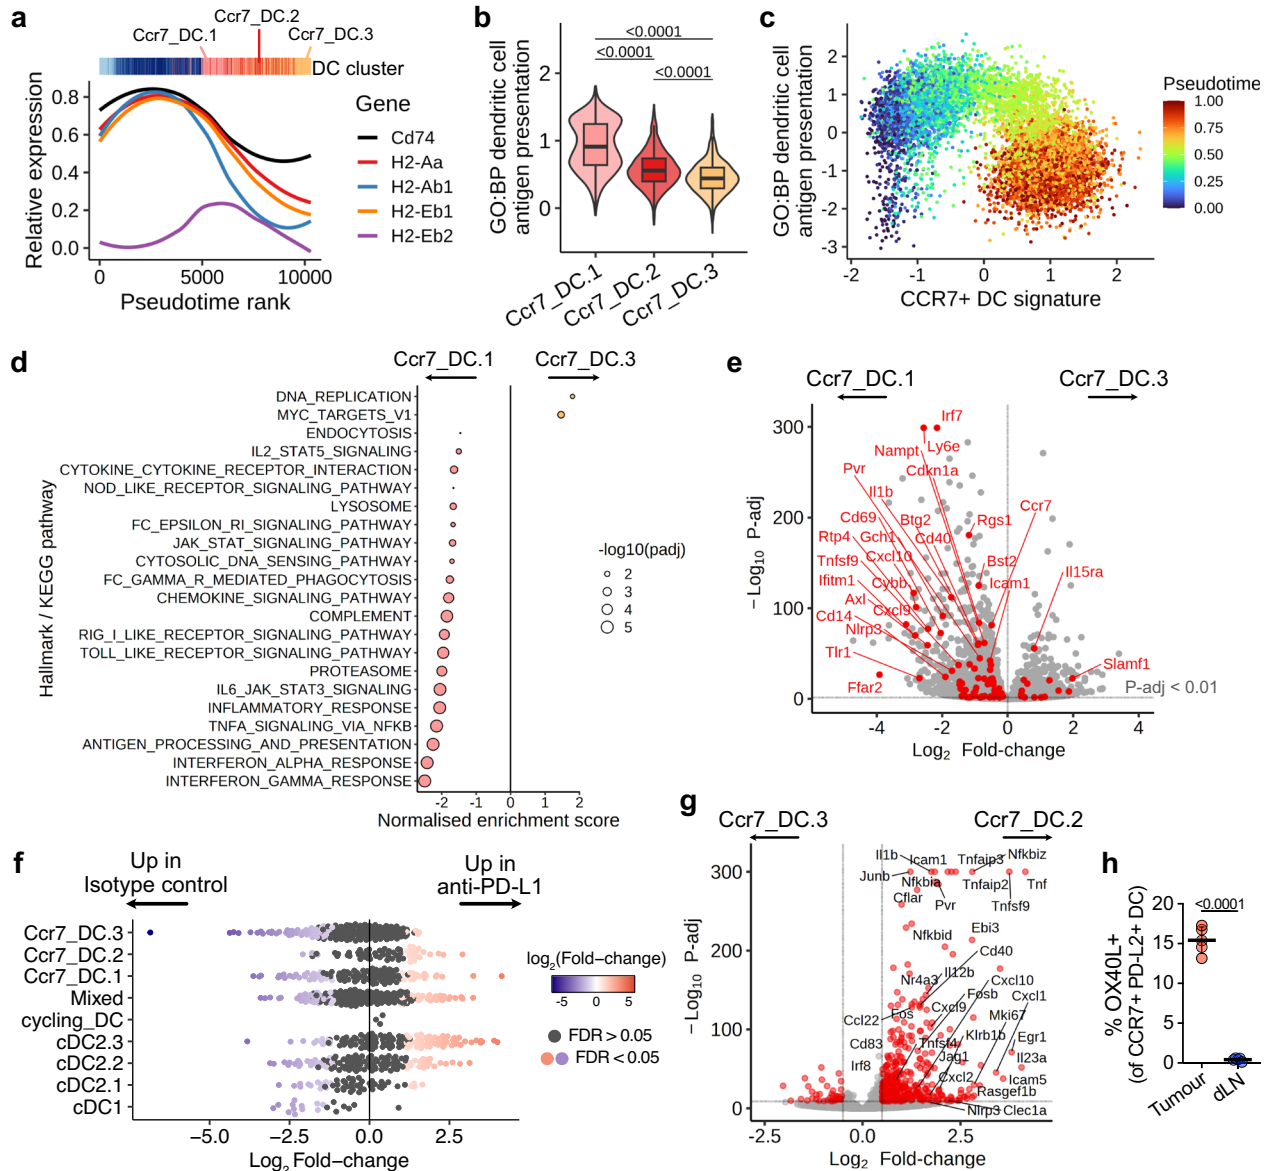 a
Ccr7_DC.1
Ccr7_DC.2
Ccr7_DC.3
DC cluster
Relative expression
0.8
0.6
0.4
0.2
0.0
0
5000
10000
Pseudotime rank
Gene
Cd74
H2-Aa
H2-Ab1
H2-Eb1
H2-Eb2
b
GO:BP dendritic cell
antigen presentation
2
1
0
<0.0001
<0.0001
<0.0001
Ccr7_DC.1
Ccr7_DC.2
Ccr7_DC.3
c
GO:BP dendritic cell
antigen presentation
2
1
0
-1
-2
-3
-2
-1
0
1
2
CCR7+ DC signature
Pseudotime
1.00
0.75
0.50
0.25
0.00
d
Ccr7_DC.1
Ccr7_DC.3
Hallmark / KEGG pathway
DNA_REPLICATION
MYC_TARGETS_V1
ENDOCYTOSIS
IL2_STAT5_SIGNALING
CYTOKINE_CYTOKINE_RECEPTOR_INTERACTION
NOD_LIKE_RECEPTOR_SIGNALING_PATHWAY
LYSOSOME
FC_EPSILON_RI_SIGNALING_PATHWAY
JAK_STAT_SIGNALING_PATHWAY
CYTOSOLIC_DNA_SENSING_PATHWAY
FC_GAMMA_R_MEDIATED_PHAGOCYTOSIS
CHEMOKINE_SIGNALING_PATHWAY
COMPLEMENT
RIG_I_LIKE_RECEPTOR_SIGNALING_PATHWAY
TOLL_LIKE_RECEPTOR_SIGNALING_PATHWAY
PROTEASOME
IL6_JAK_STAT3_SIGNALING
INFLAMMATORY_RESPONSE
TNFA_SIGNALING_VIA_NFKB
ANTIGEN_PROCESSING_AND_PRESENTATION
INTERFERON_ALPHA_RESPONSE
INTERFERON_GAMMA_RESPONSE
-2
-1
0
1
2
Normalised enrichment score
-log10(padj)
2
3
4
5
e
Ccr7_DC.1
Ccr7_DC.3
−Log10 P-adj
300
200
100
0
Irf7
Ly6e
Nampt
Cdkn1a
Pvr
Il1b
Ccr7
Cd69
Btg2
Rgs1
Rtp4
Gch1
Cd40
Tnfsf9
Cxcl10
Bst2
Il15ra
Ifitm1
Cybb
Icam1
Axl
Cxcl9
Cd14
Nlrp3
Tlr1
Slamf1
Ffar2
P-adj < 0.01
-4
-2
0
2
4
Log2 Fold-change
f
Up in
Isotype control
Up in
anti-PD-L1
Ccr7_DC.3
Ccr7_DC.2
Ccr7_DC.1
Mixed
cycling_DC
cDC2.3
cDC2.2
cDC2.1
cDC1
−5.0
−2.5
0.0
2.5
Log2 Fold−change
log2(Fold−change)
-5
0
5
FDR > 0.05
FDR < 0.05
g
Ccr7_DC.3
Ccr7_DC.2
−Log10 P-adj
300
200
100
0
Il1b
Icam1
Tnfaip3
Nfkbiz
Junb
Nfkbia
Tnfaip2
Tnf
Cflar
Pvr
Tnfsf9
Nfkbid
Ebi3
Cd40
Nr4a3
Il12b
Cxcl10
Fosb
Cxcl1
Ccl22
Fos
Cxcl9
Mki67
Cd83
Tnfsf4
Klrb1b
Egr1
Irf8
Jag1
Il23a
Cxcl2
Icam5
Rasgef1b
Nlrp3
Clec1a
-2.5
0.0
2.5
Log2 Fold-change
h
% OX40L+
(of CCR7+ PD-L2+ DC)
20
15
10
5
0
<0.0001
Tumour
dLN